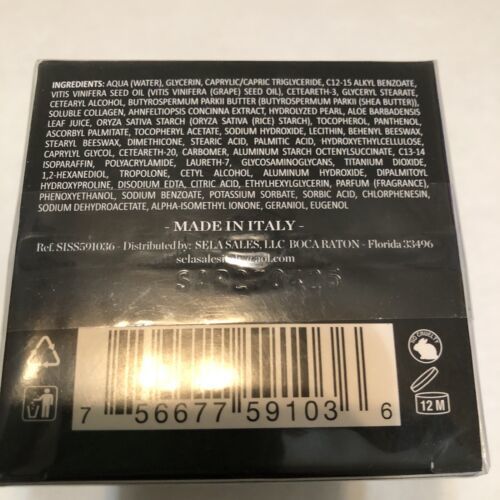 INGREDIENTS: AQUA (WATER), GLYCERIN, CAPRYLIC/CAPRIC TRIGLYCERIDE, C12-15 ALKYL BENZOATE,
VITIS VINIFERA SEED OIL (VITIS VINIFERA (GRAPE) SEED OIL), CETEARETH-3, GLYCERYL STEARATE,
CETEARYL ALCOHOL, BUTYROSPERMUM PARKII BUTTER (BUTYROSPERMUM PARKII (SHEA BUTTER)),
SOLUBLE COLLAGEN, AHNFELTIOPSIS CONCINNA EXTRACT, HYDROLYZED PEARL, ALOE BARBADENSIS
LEAF JUICE, ORYZA SATIVA STARCH (ORYZA SATIVA (RICE) STARCH), TOCOPHEROL, PANTHENOL,
ASCORBYL PALMITATE, TOCOPHERYL ACETATE, SODIUM HYDROXIDE, LECITHIN, BEHENYL BEESWAX,
STEARYL BEESWAX, DIMETHICONE, STEARIC ACID, PALMITIC ACID, HYDROXYETHYLCELLULOSE,
CAPRYLYL GLYCOL, CETEARETH-20, CARBOMER, ALUMINUM STARCH OCTENYLSUCCINATE, C13-14
ISOPARAFFIN, POLYACRYLAMIDE, LAURETH-7, GLYCOSAMINOGLYCANS, TITANIUM DIOXIDE,
1,2-HEXANEDIOL, TROPOLONE, CETYL ALCOHOL, ALUMINUM HYDROXIDE, DIPALMITOYL
HYDROXYPROLINE, DISODIUM EDTA, CITRIC ACID, ETHYLHEXYLGLYCERIN, PARFUM (FRAGRANCE),
PHENOXYETHANOL, SODIUM BENZOATE, POTASSIUM SORBATE, SORBIC ACID, CHLORPHENESIN,
SODIUM DEHYDROACETATE, ALPHA-ISOMETHYL IONONE, GERANIOL, EUGENOL
- MADE IN ITALY -
Ref. SISS591036 - Distributed by: SELA SALES, LLC BOCA RATON - Florida 33496
NO CRUELTY
7 56677 59103 6
12 M